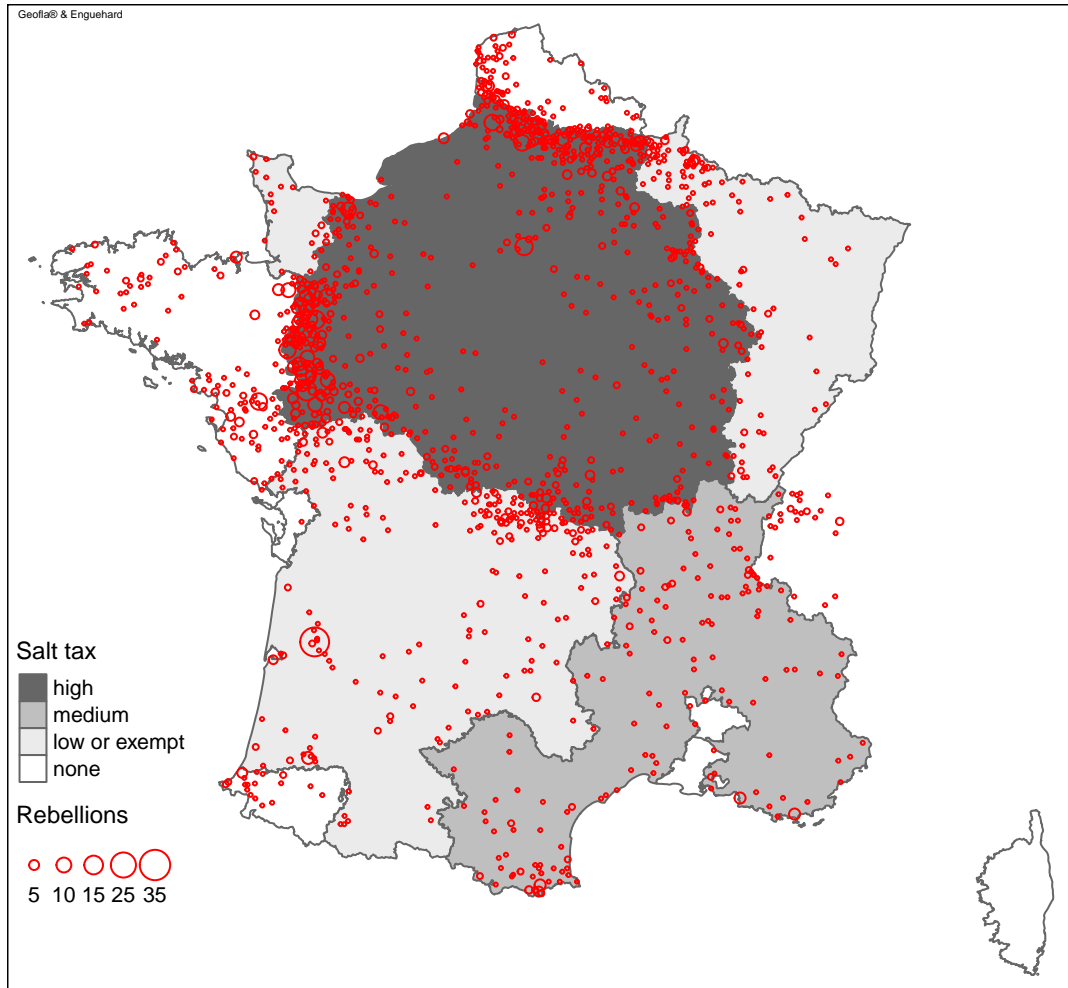 Geofla® & Enguehard
Salt tax
high
medium
low or exempt
none
Rebellions
5 10 15 25 35